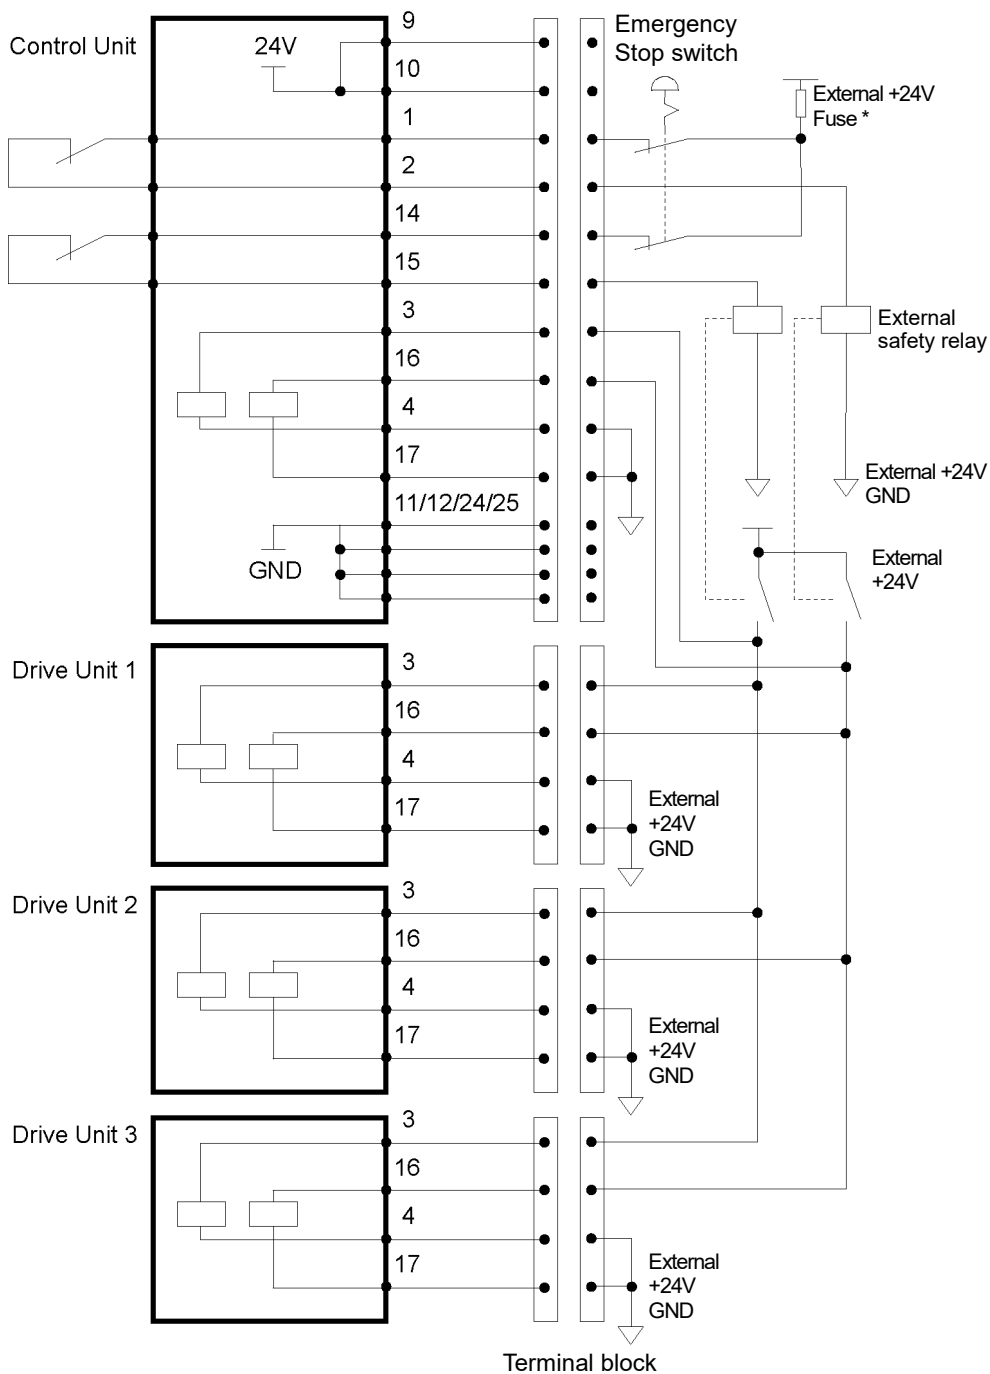 Control Unit
24V
9
10
1
2
14
15
3
16
4
17
11/12/24/25
GND
Emergency
Stop switch
External +24V
Fuse *
External
safety relay
External +24V
GND
External
+24V
Drive Unit 1
3
16
4
17
External
+24V
GND
Drive Unit 2
3
16
4
17
External
+24V
GND
Drive Unit 3
3
16
4
17
External
+24V
GND
Terminal block